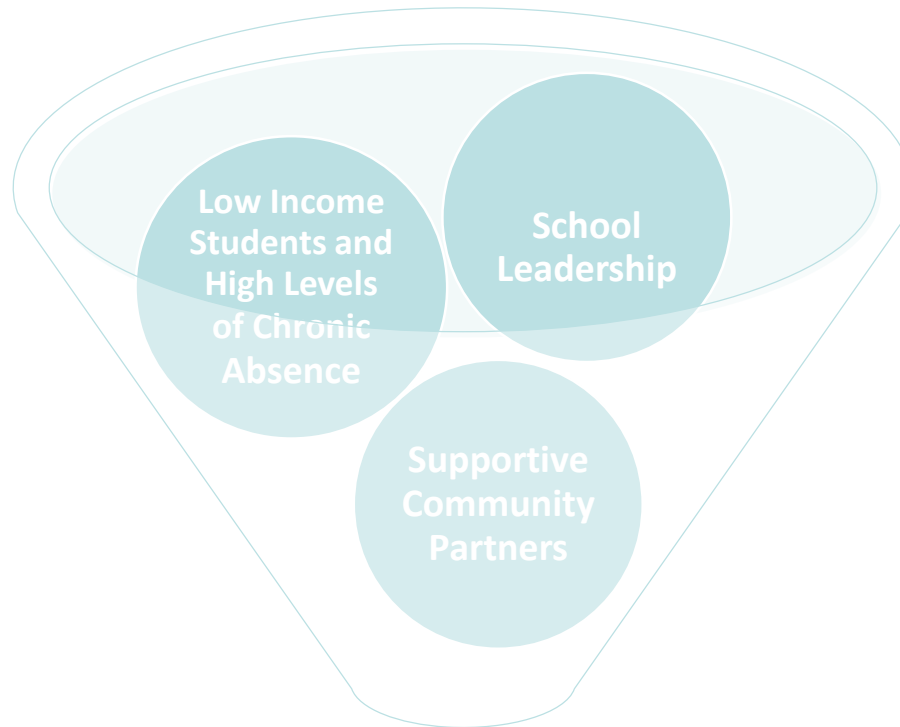 Low Income
Students and
High Levels
of Chronic
Absence
School
Leadership
Supportive
Community
Partners